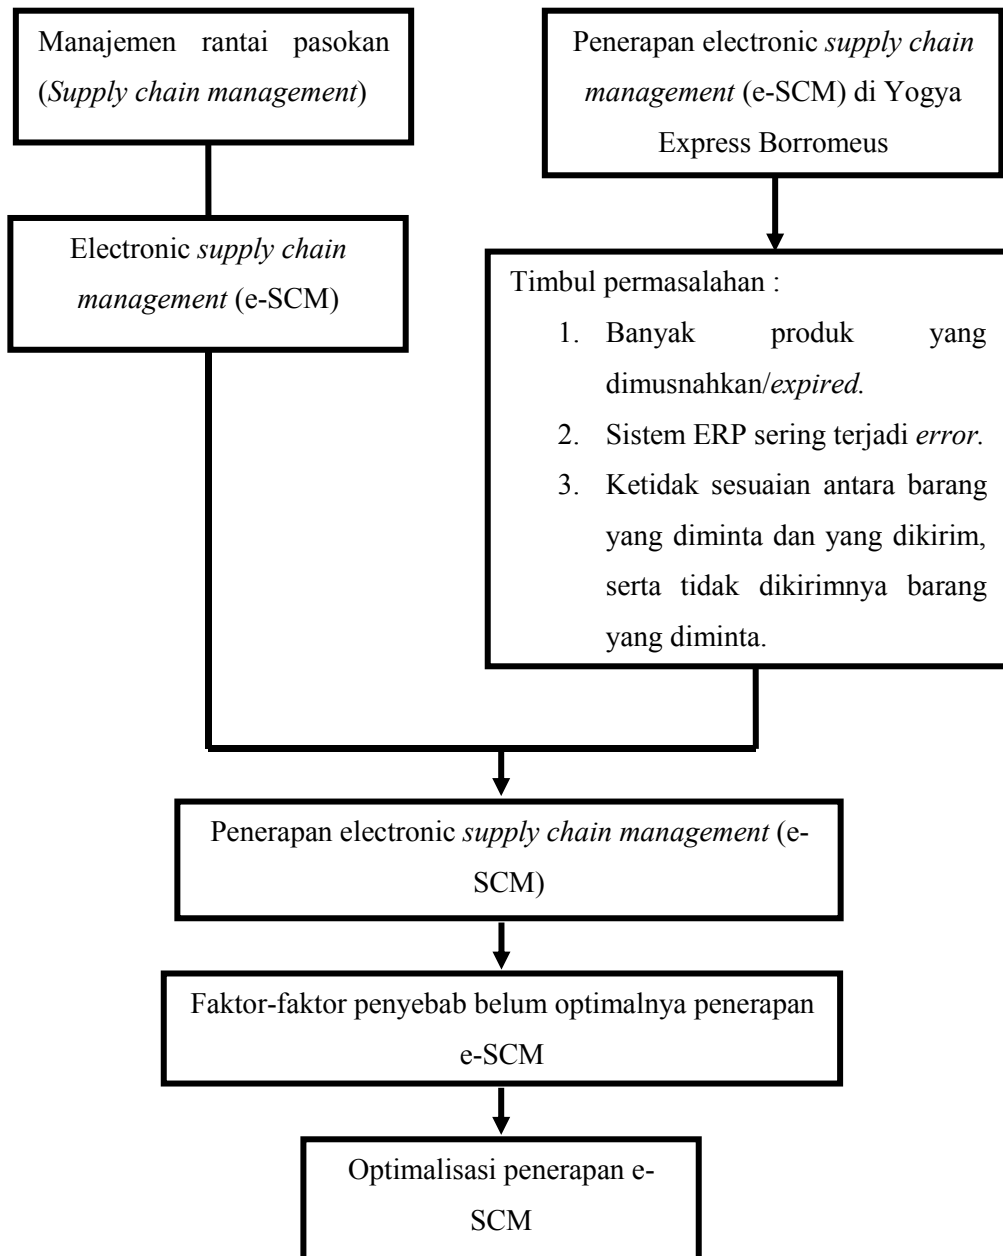 Manajemen rantai pasokan
(Supply chain management)
Penerapan electronic supply chain
management (e-SCM) di Yogya
Express Borromeus
Electronic supply chain
management (e-SCM)
Timbul permasalahan :
1. Banyak produk yang
dimusnahkan/expired.
2. Sistem ERP sering terjadi error.
3. Ketidak sesuaian antara barang
yang diminta dan yang dikirim,
serta tidak dikirimnya barang
yang diminta.
Penerapan electronic supply chain management (e-
SCM)
Faktor-faktor penyebab belum optimalnya penerapan
e-SCM
Optimalisasi penerapan e-
SCM